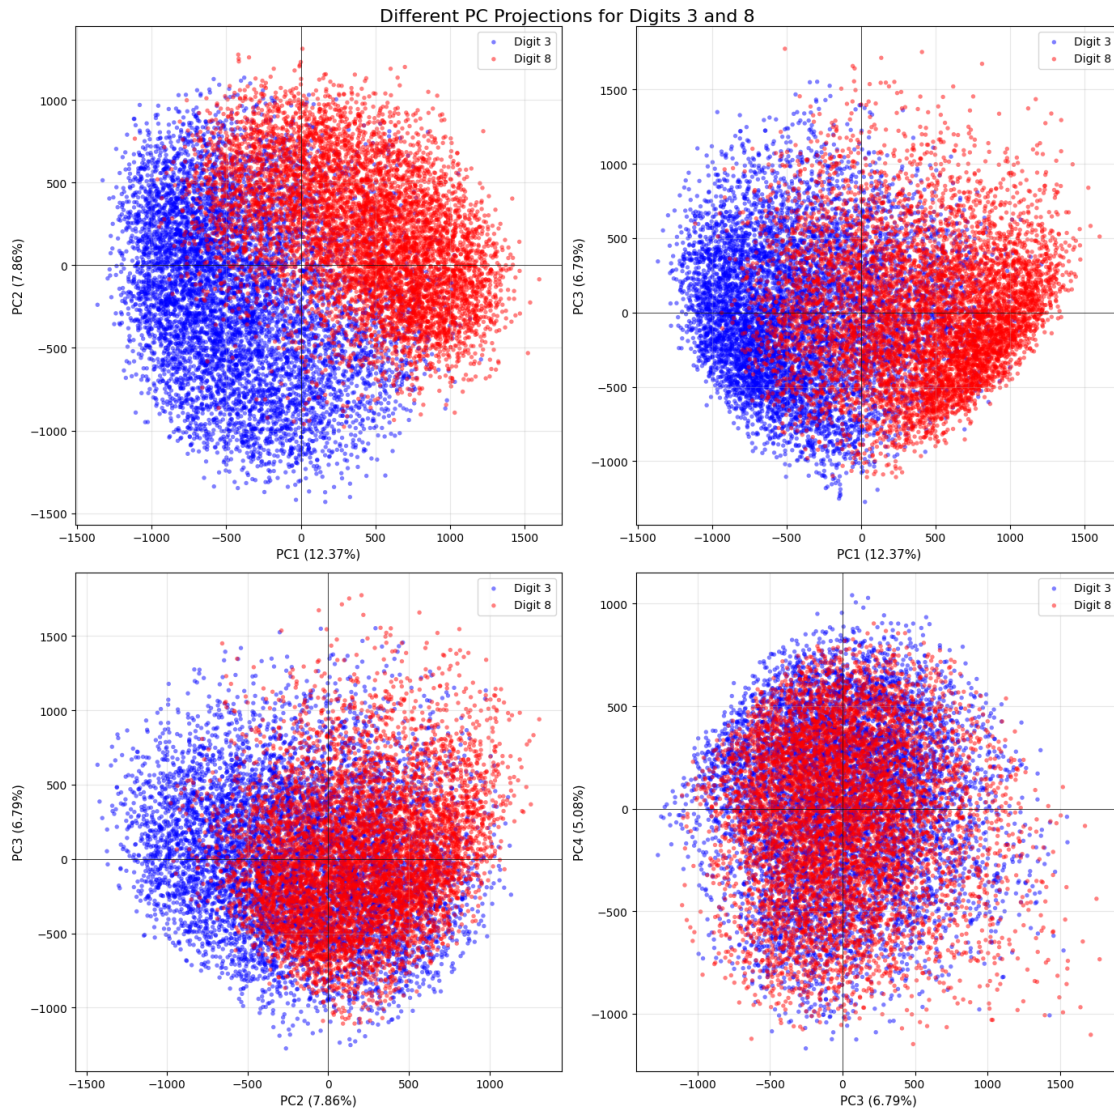 Different PC Projections for Digits 3 and 8
Digit 3
Digit 8
1000
500
0
−500
−1000
−1500
PC2 (7.86%)
−1500 −1000 −500 0 500 1000 1500
PC1 (12.37%)
Digit 3
Digit 8
1500
1000
500
0
−500
−1000
PC3 (6.79%)
−1500 −1000 −500 0 500 1000 1500
PC1 (12.37%)
Digit 3
Digit 8
1500
1000
500
0
−500
−1000
PC3 (6.79%)
−1500 −1000 −500 0 500 1000
PC2 (7.86%)
Digit 3
Digit 8
1000
500
0
−500
−1000
PC4 (5.08%)
−1000 −500 0 500 1000 1500
PC3 (6.79%)